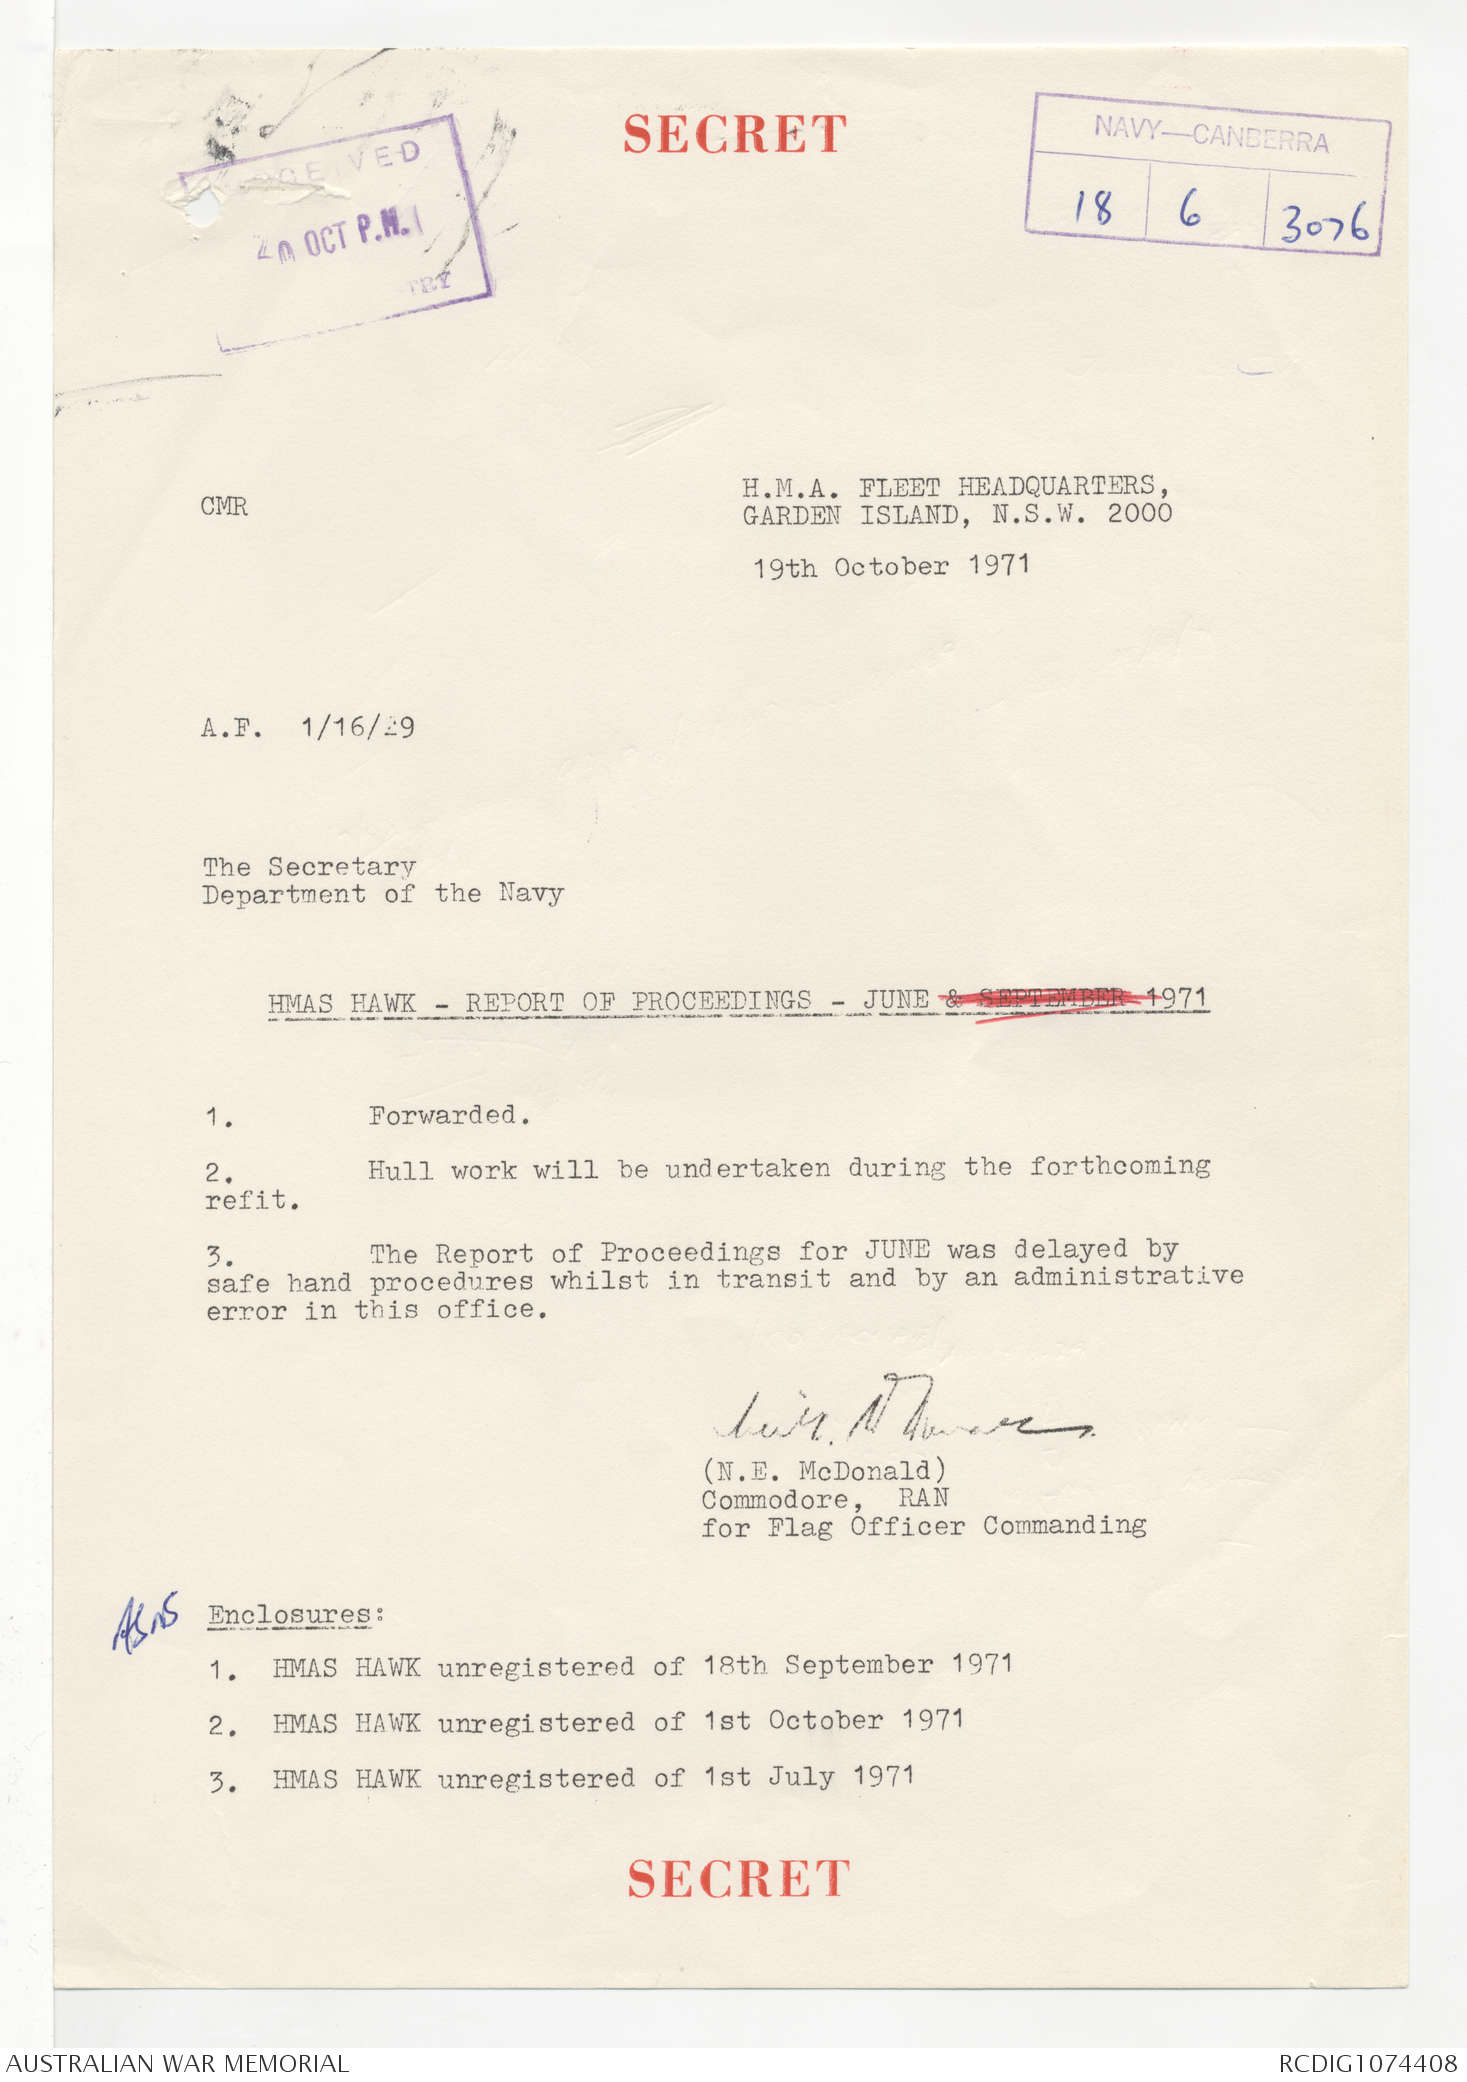 SECRET
RECEIVED
20 OCT P.M.
NAVY—CANBERRA
18 6 3076
CMR
H.M.A. FLEET HEADQUARTERS,
GARDEN ISLAND, N.S.W. 2000
19th October 1971
A.F. 1/16/29
The Secretary
Department of the Navy
HMAS HAWK - REPORT OF PROCEEDINGS - JUNE & SEPTEMBER 1971
1. Forwarded.
2. Hull work will be undertaken during the forthcoming
refit.
3. The Report of Proceedings for JUNE was delayed by
safe hand procedures whilst in transit and by an administrative
error in this office.
(N.E. McDonald)
Commodore, RAN
for Flag Officer Commanding
Enclosures:
1. HMAS HAWK unregistered of 18th September 1971
2. HMAS HAWK unregistered of 1st October 1971
3. HMAS HAWK unregistered of 1st July 1971
SECRET
AUSTRALIAN WAR MEMORIAL
RCDIG1074408